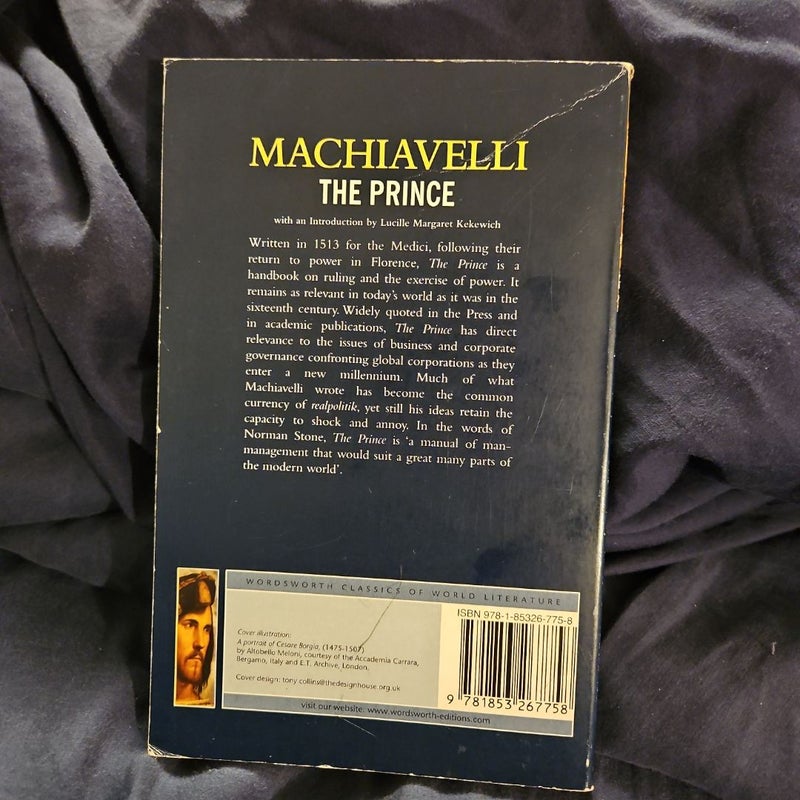 MACHIAVELLI
THE PRINCE
with an Introduction by Lucille Margaret Kekewich
Written in 1513 for the Medici, following their
return to power in Florence, The Prince is a
handbook on ruling and the exercise of power. It
remains as relevant in today's world as it was in the
sixteenth century. Widely quoted in the Press and
in academic publications, The Prince has direct
relevance to the issues of business and corporate
governance confronting global corporations as they
enter a new millennium. Much of what
Machiavelli wrote has become the common
currency of realpolitik, yet still his ideas retain the
capacity to shock and annoy. In the words of
Norman Stone, The Prince is 'a manual of man-
management that would suit a great many parts of
the modern world'.
WORDSWORTH CLASSICS OF WORLD LITERATURE
Cover illustration:
A portrait of Cesare Borgia, (1475-1507)
by Altobello Meloni, courtesy of the Accademia Carrara,
Bergamo, Italy and E.T. Archive, London.
Cover design: tony collins@thedesignhouse.org.uk
ISBN 978-1-85326-775-8
9 781853 267758
visit our website: www.wordsworth-editions.com